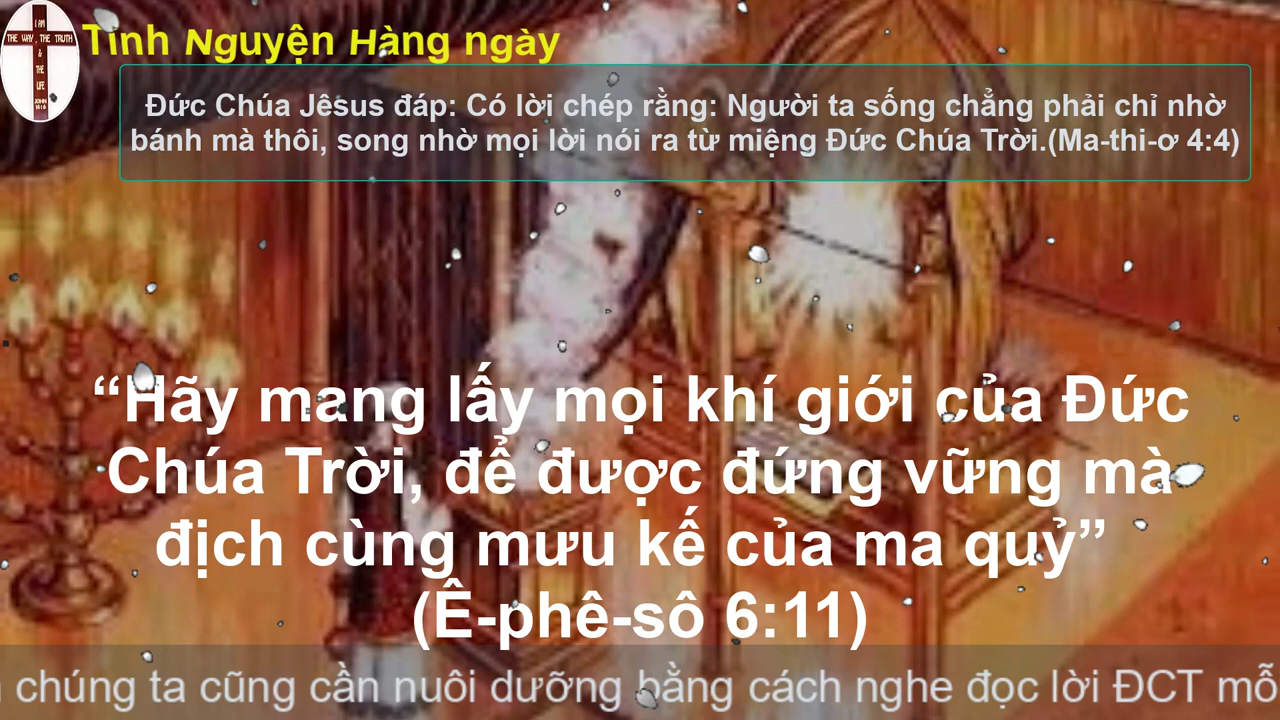 I AM
THE WAY, THE TRUTH
&
THE
LIFE
JOHN
14:6
Tĩnh Nguyện Hàng ngày
Đức Chúa Jêsus đáp: Có lời chép rằng: Người ta sống chẳng phải chỉ nhờ
bánh mà thôi, song nhờ mọi lời nói ra từ miệng Đức Chúa Trời.(Ma-thi-ơ 4:4)
“Hãy mang lấy mọi khí giới của Đức
Chúa Trời, để được đứng vững mà
địch cùng mưu kế của ma quỷ”
(Ê-phê-sô 6:11)
chúng ta cũng cần nuôi dưỡng bằng cách nghe đọc lời ĐCT